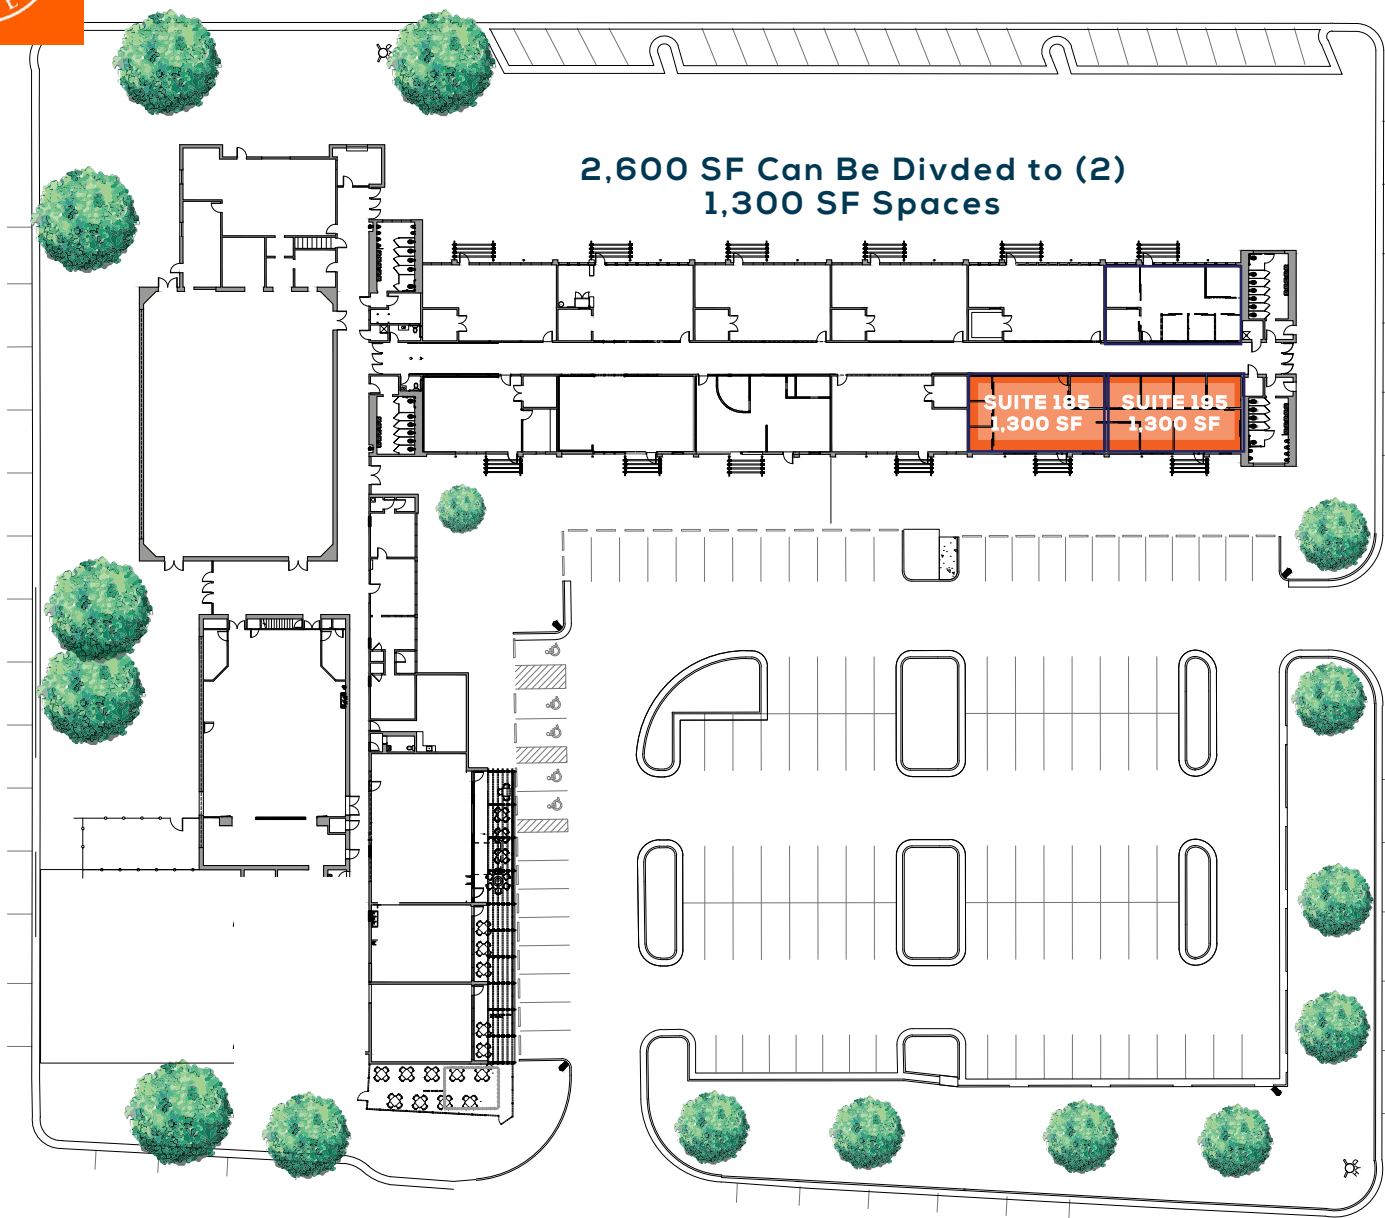 E
2,600 SF Can Be Divded to (2)
1,300 SF Spaces
SUITE 185
1,300 SF
SUITE 195
1,300 SF